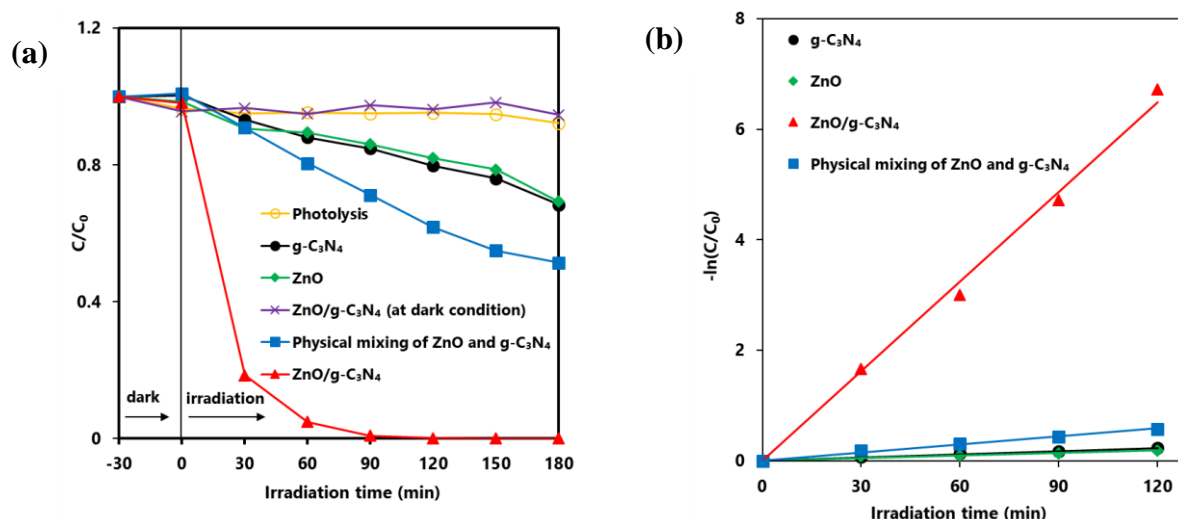 (a)
1.2
0.8
0.4
0
C/C₀
Photolysis
g-C₃N₄
ZnO
ZnO/g-C₃N₄ (at dark condition)
Physical mixing of ZnO and g-C₃N₄
ZnO/g-C₃N₄
dark
irradiation
-30 0 30 60 90 120 150 180
Irradiation time (min)
(b)
-8
6
4
2
0
-ln(C/C₀)
g-C₃N₄
ZnO
ZnO/g-C₃N₄
Physical mixing of ZnO and g-C₃N₄
0 30 60 90 120
Irradiation time (min)